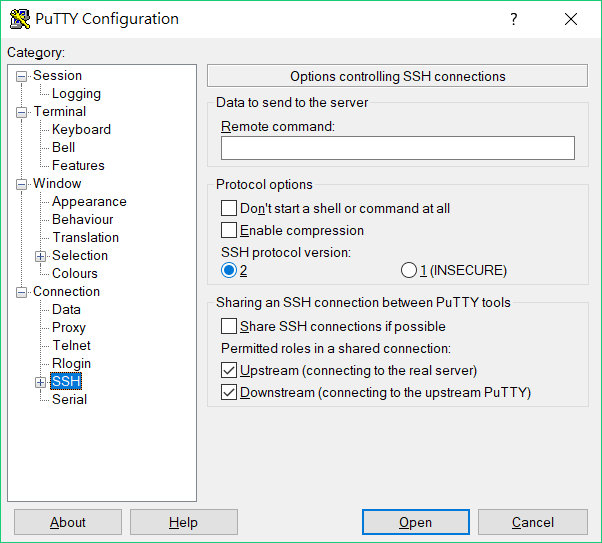 PuTTY Configuration
?
Category:
Session
Logging
Terminal
Keyboard
Bell
Features
Window
Appearance
Behaviour
Translation
Selection
Colours
Connection
Data
Proxy
Telnet
Rlogin
SSH
Serial
Options controlling SSH connections
Data to send to the server
Remote command:
Protocol options
Don't start a shell or command at all
Enable compression
SSH protocol version:
2 1 (INSECURE)
Sharing an SSH connection between PuTTY tools
Share SSH connections if possible
Permitted roles in a shared connection:
Upstream (connecting to the real server)
Downstream (connecting to the upstream PuTTY)
About Help Open Cancel